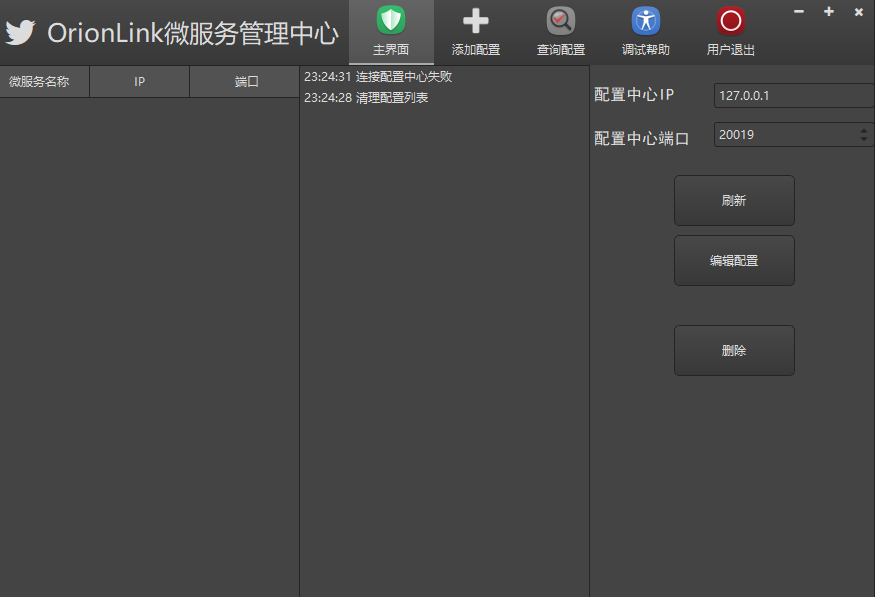 OrionLink微服务管理中心
主界面
添加配置
查询配置
调试帮助
用户退出
微服务名称 IP 端口
23:24:31 连接配置中心失败
23:24:28 清理配置列表
配置中心IP 127.0.0.1
配置中心端口 20019
刷新
编辑配置
删除